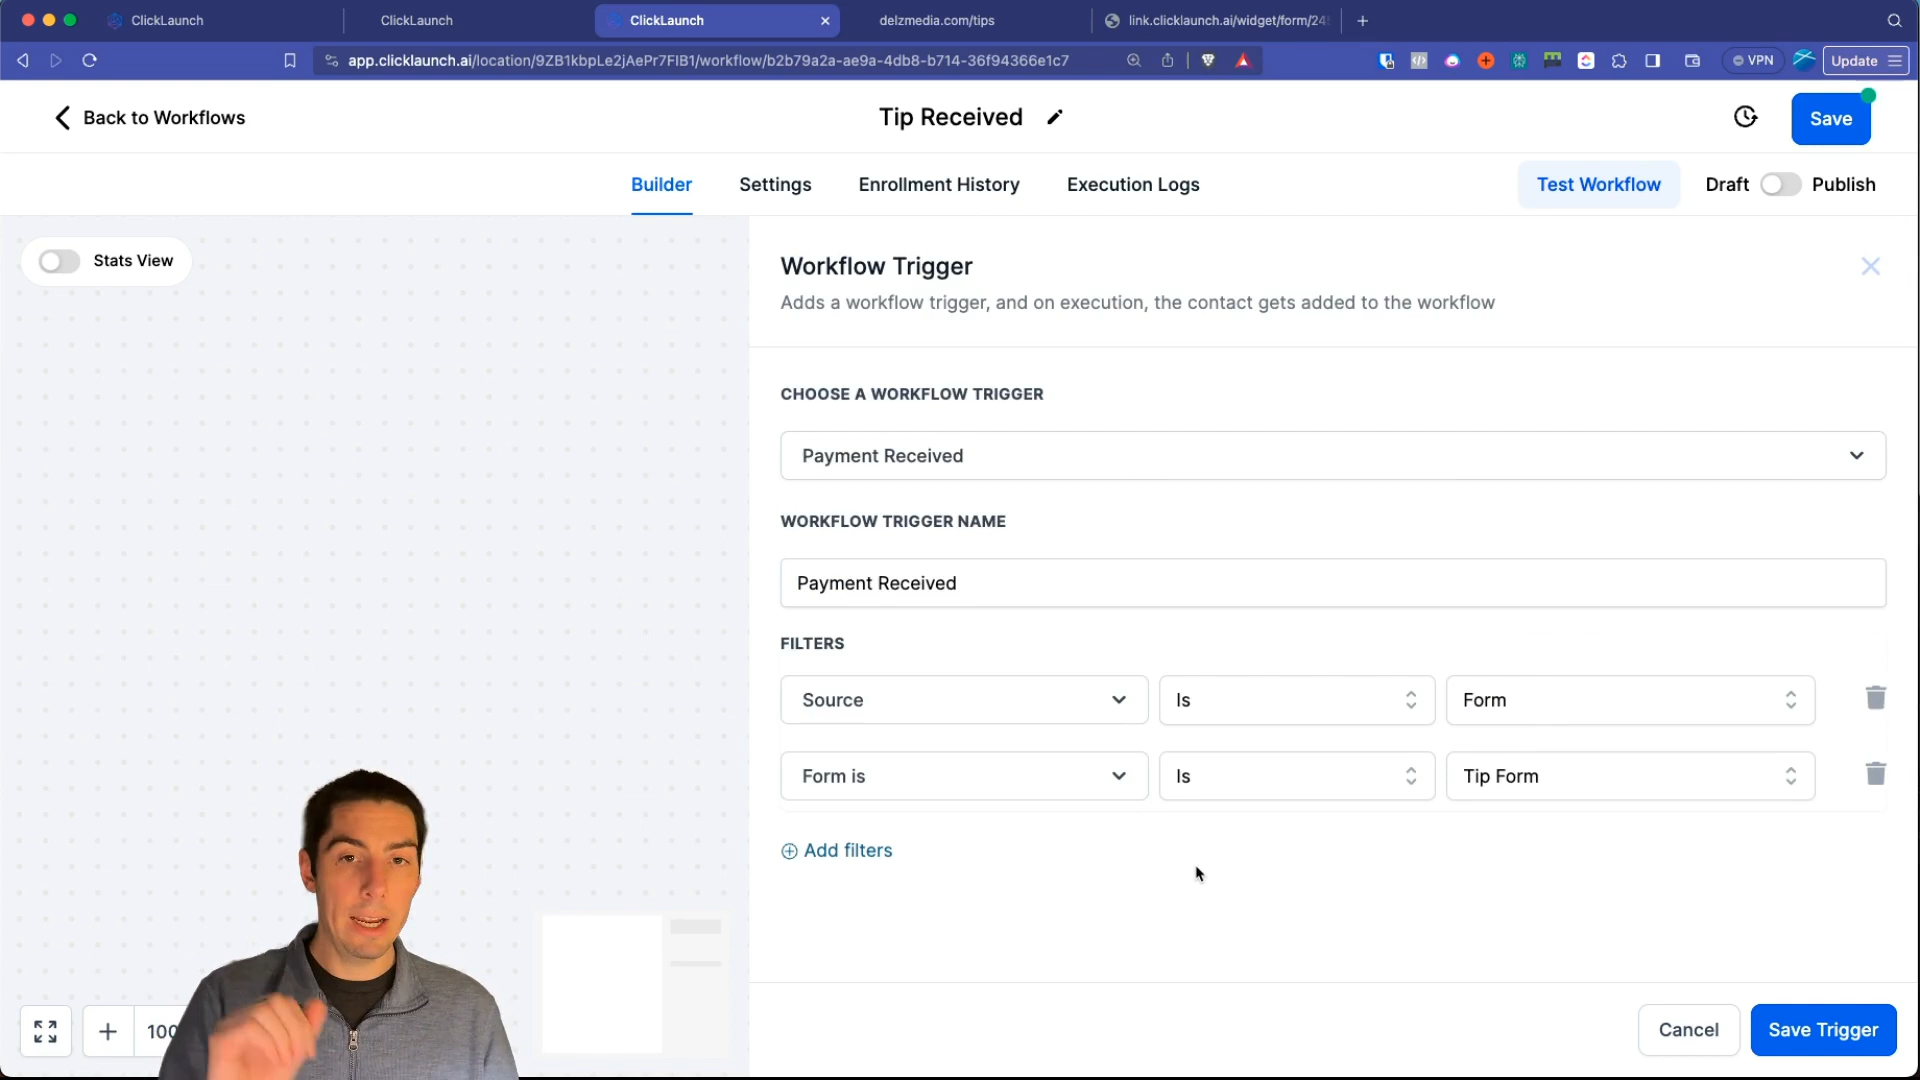 ClickLaunch
ClickLaunch
ClickLaunch
delzmedia.com/tips
link.clicklaunch.ai/widget/form/24
app.clicklaunch.ai/location/9ZB1kbpLe2jAePr7FIB1/workflow/b2b79a2a-ae9a-4db8-b714-36f94366e1c7
VPN
Update
Back to Workflows
Tip Received
Save
Builder
Settings
Enrollment History
Execution Logs
Test Workflow
Draft
Publish
Stats View
Workflow Trigger
Adds a workflow trigger, and on execution, the contact gets added to the workflow
CHOOSE A WORKFLOW TRIGGER
Payment Received
WORKFLOW TRIGGER NAME
Payment Received
FILTERS
Source
Is
Form
Form is
Is
Tip Form
Add filters
100
Cancel
Save Trigger